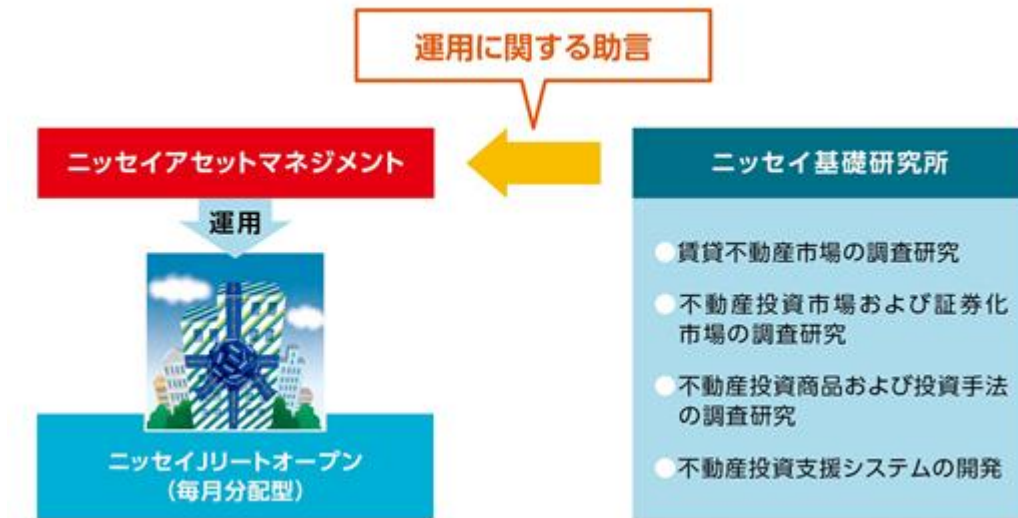 運用に関する助言
ニッセイアセットマネジメント
運用
ニッセイJリートオープン
(毎月分配型)
ニッセイ基礎研究所
●賃貸不動産市場の調査研究
●不動産投資市場および証券化
市場の調査研究
●不動産投資商品および投資手法
の調査研究
●不動産投資支援システムの開発